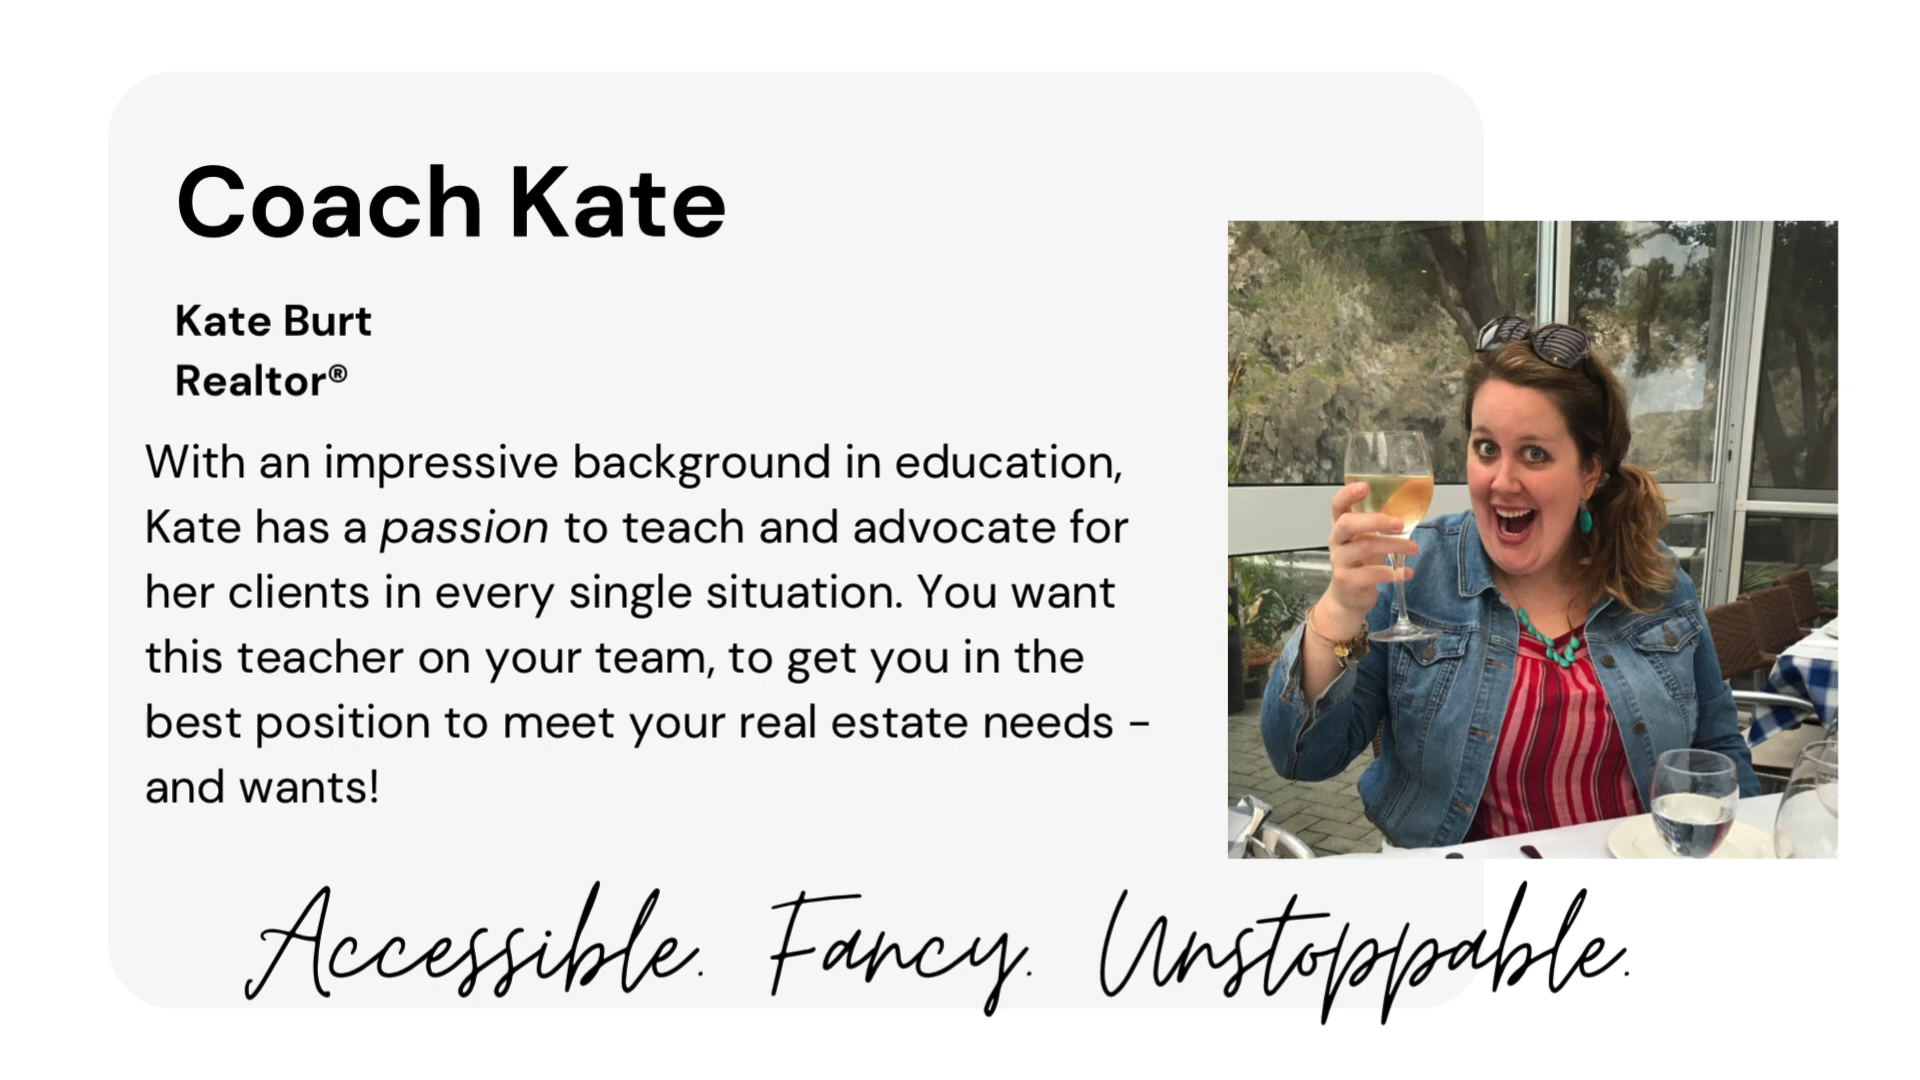 Coach Kate
Kate Burt
Realtor®
With an impressive background in education,
Kate has a passion to teach and advocate for
her clients in every single situation. You want
this teacher on your team, to get you in the
best position to meet your real estate needs -
and wants!
Accessible. Fancy. Unstoppable.